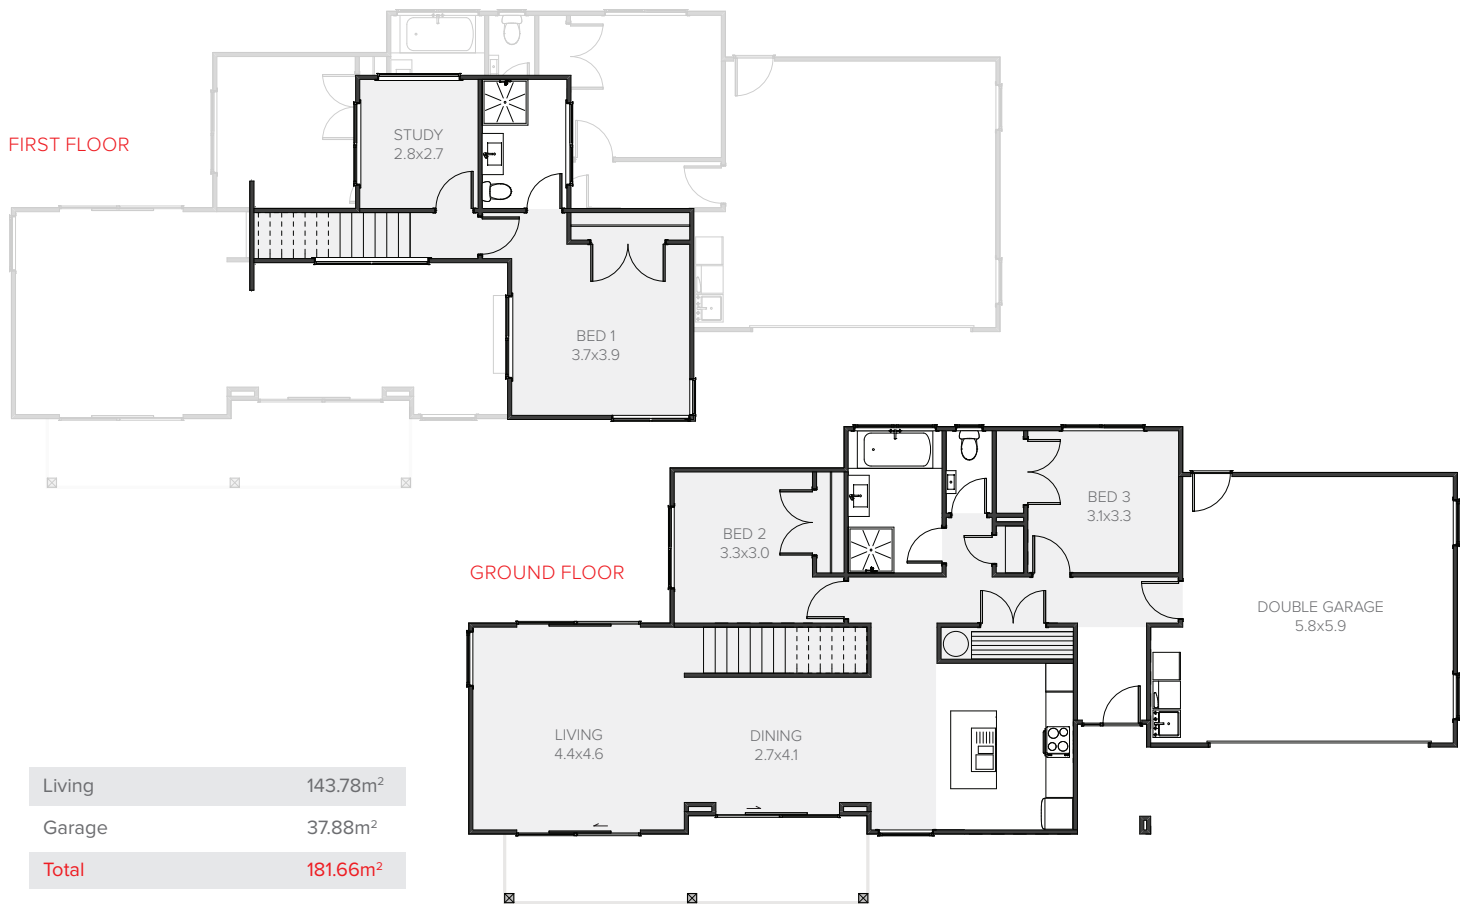 FIRST FLOOR
STUDY
2.8x2.7
BED 1
3.7x3.9
GROUND FLOOR
BED 2
3.3x3.0
BED 3
3.1x3.3
DOUBLE GARAGE
5.8x5.9
LIVING
4.4x4.6
DINING
2.7x4.1
Living 143.78m²
Garage 37.88m²
Total 181.66m²